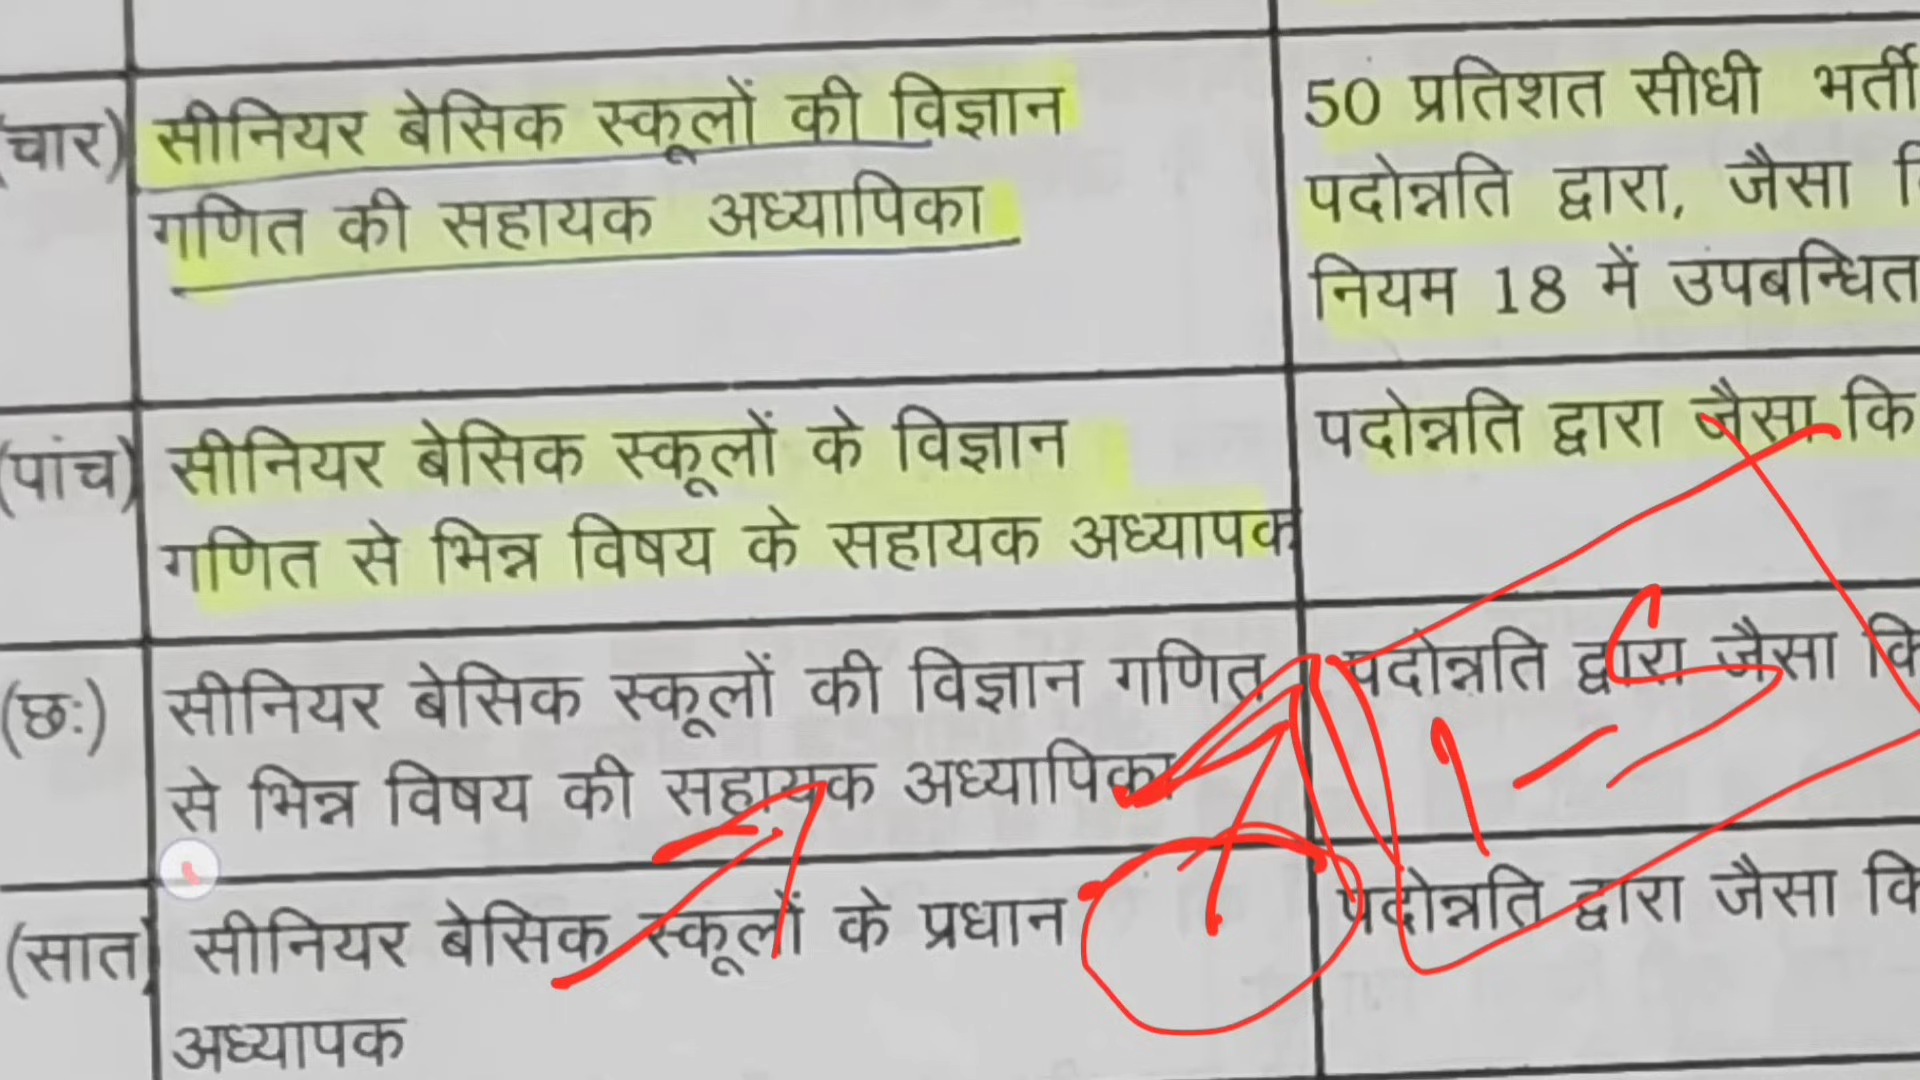 (चार) सीनियर बेसिक स्कूलों की विज्ञान
गणित की सहायक अध्यापिका
50 प्रतिशत सीधी भर्ती
पदोन्नति द्वारा, जैसा
नियम 18 में उपबन्धित
(पांच) सीनियर बेसिक स्कूलों के विज्ञान
गणित से भिन्न विषय के सहायक अध्यापक
पदोन्नति द्वारा जैसा कि
(छः) सीनियर बेसिक स्कूलों की विज्ञान गणित
से भिन्न विषय की सहायक अध्यापिका
पदोन्नति द्वारा जैसा कि
(सात) सीनियर बेसिक स्कूलों के प्रधान
अध्यापक
पदोन्नति द्वारा जैसा कि